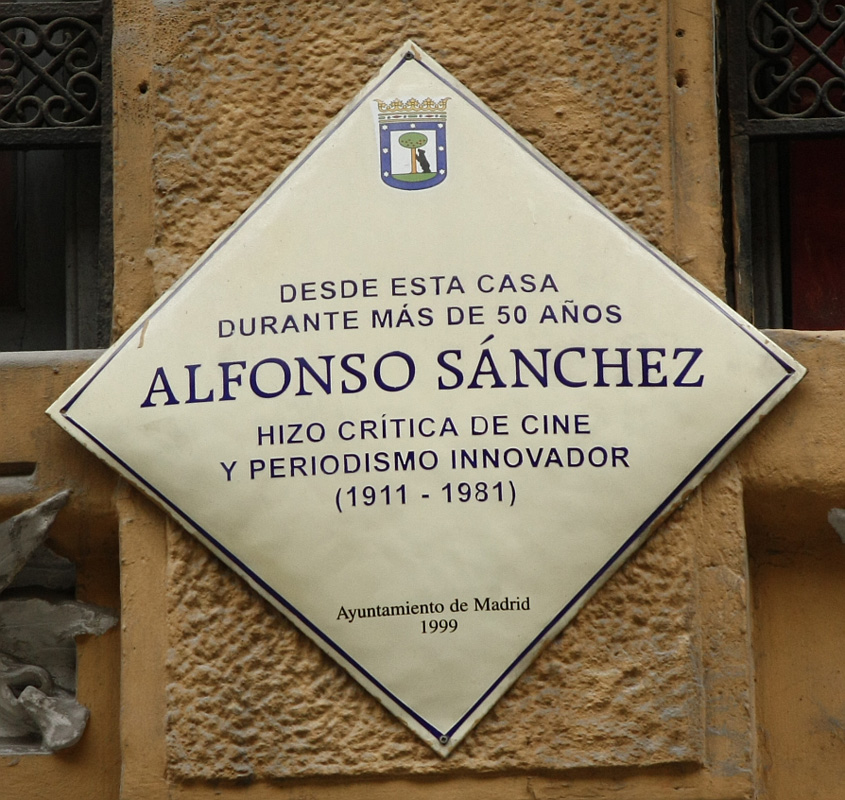 DESDE ESTA CASA
DURANTE MÁS DE 50 AÑOS
ALFONSO SÁNCHEZ
HIZO CRÍTICA DE CINE
Y PERIODISMO INNOVADOR
(1911 - 1981)
Ayuntamiento de Madrid
1999